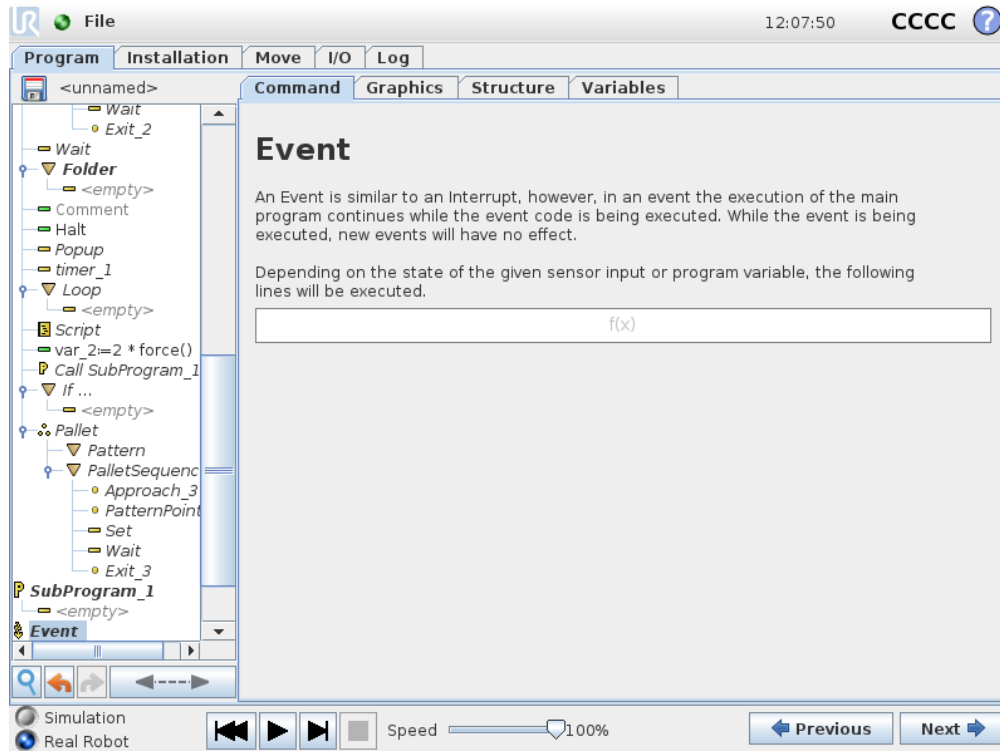 UR File 12:07:50 CCCC ?
Program Installation Move I/O Log
<unnamed> Command Graphics Structure Variables
Wait
Exit_2
Wait
Folder
<empty>
Comment
Halt
Popup
timer_1
Loop
<empty>
Script
var_2:=2 * force()
P Call SubProgram_1
If ...
<empty>
Pallet
Pattern
PalletSequenc
Approach_3
PatternPoint
Set
Wait
Exit_3
P SubProgram_1
<empty>
Event
Event
An Event is similar to an Interrupt, however, in an event the execution of the main
program continues while the event code is being executed. While the event is being
executed, new events will have no effect.
Depending on the state of the given sensor input or program variable, the following
lines will be executed.
f(x)
Simulation
Real Robot
Speed 100%
Previous Next